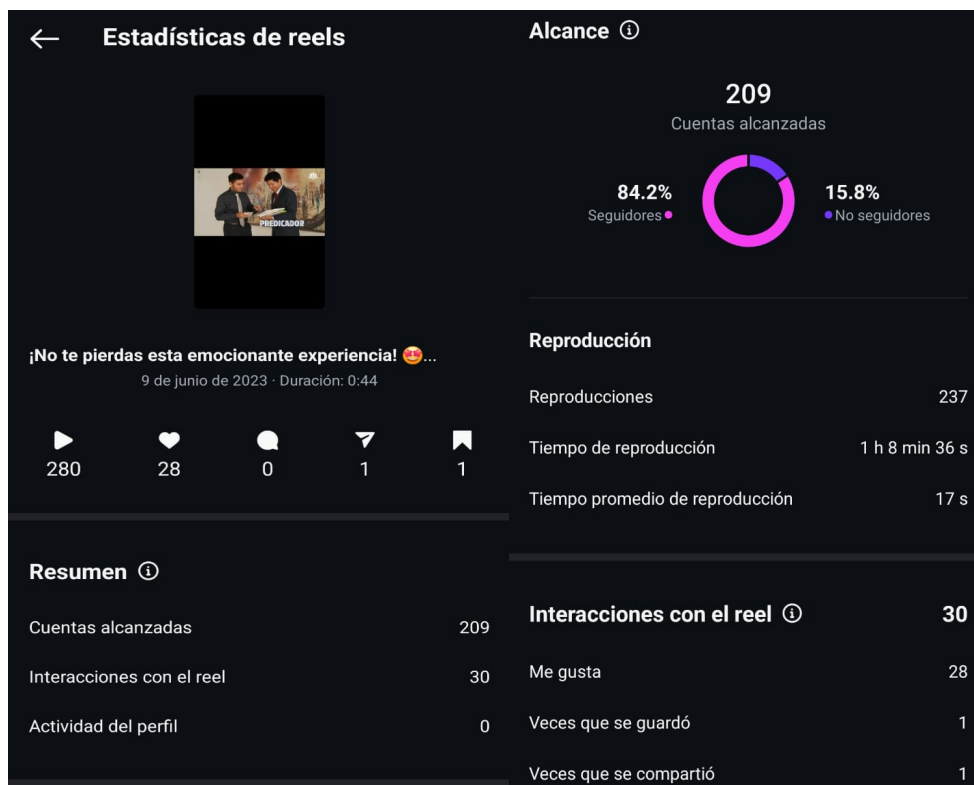 Estadísticas de reels
PREDICADOR
¡No te pierdas esta emocionante experiencia! 🤩...
9 de junio de 2023 · Duración: 0:44
280 28 0 1 1
Resumen
Cuentas alcanzadas 209
Interacciones con el reel 30
Actividad del perfil 0
Alcance
209
Cuentas alcanzadas
84.2% 15.8%
Seguidores No seguidores
Reproducción
Reproducciones 237
Tiempo de reproducción 1 h 8 min 36 s
Tiempo promedio de reproducción 17 s
Interacciones con el reel 30
Me gusta 28
Veces que se guardó 1
Veces que se compartió 1